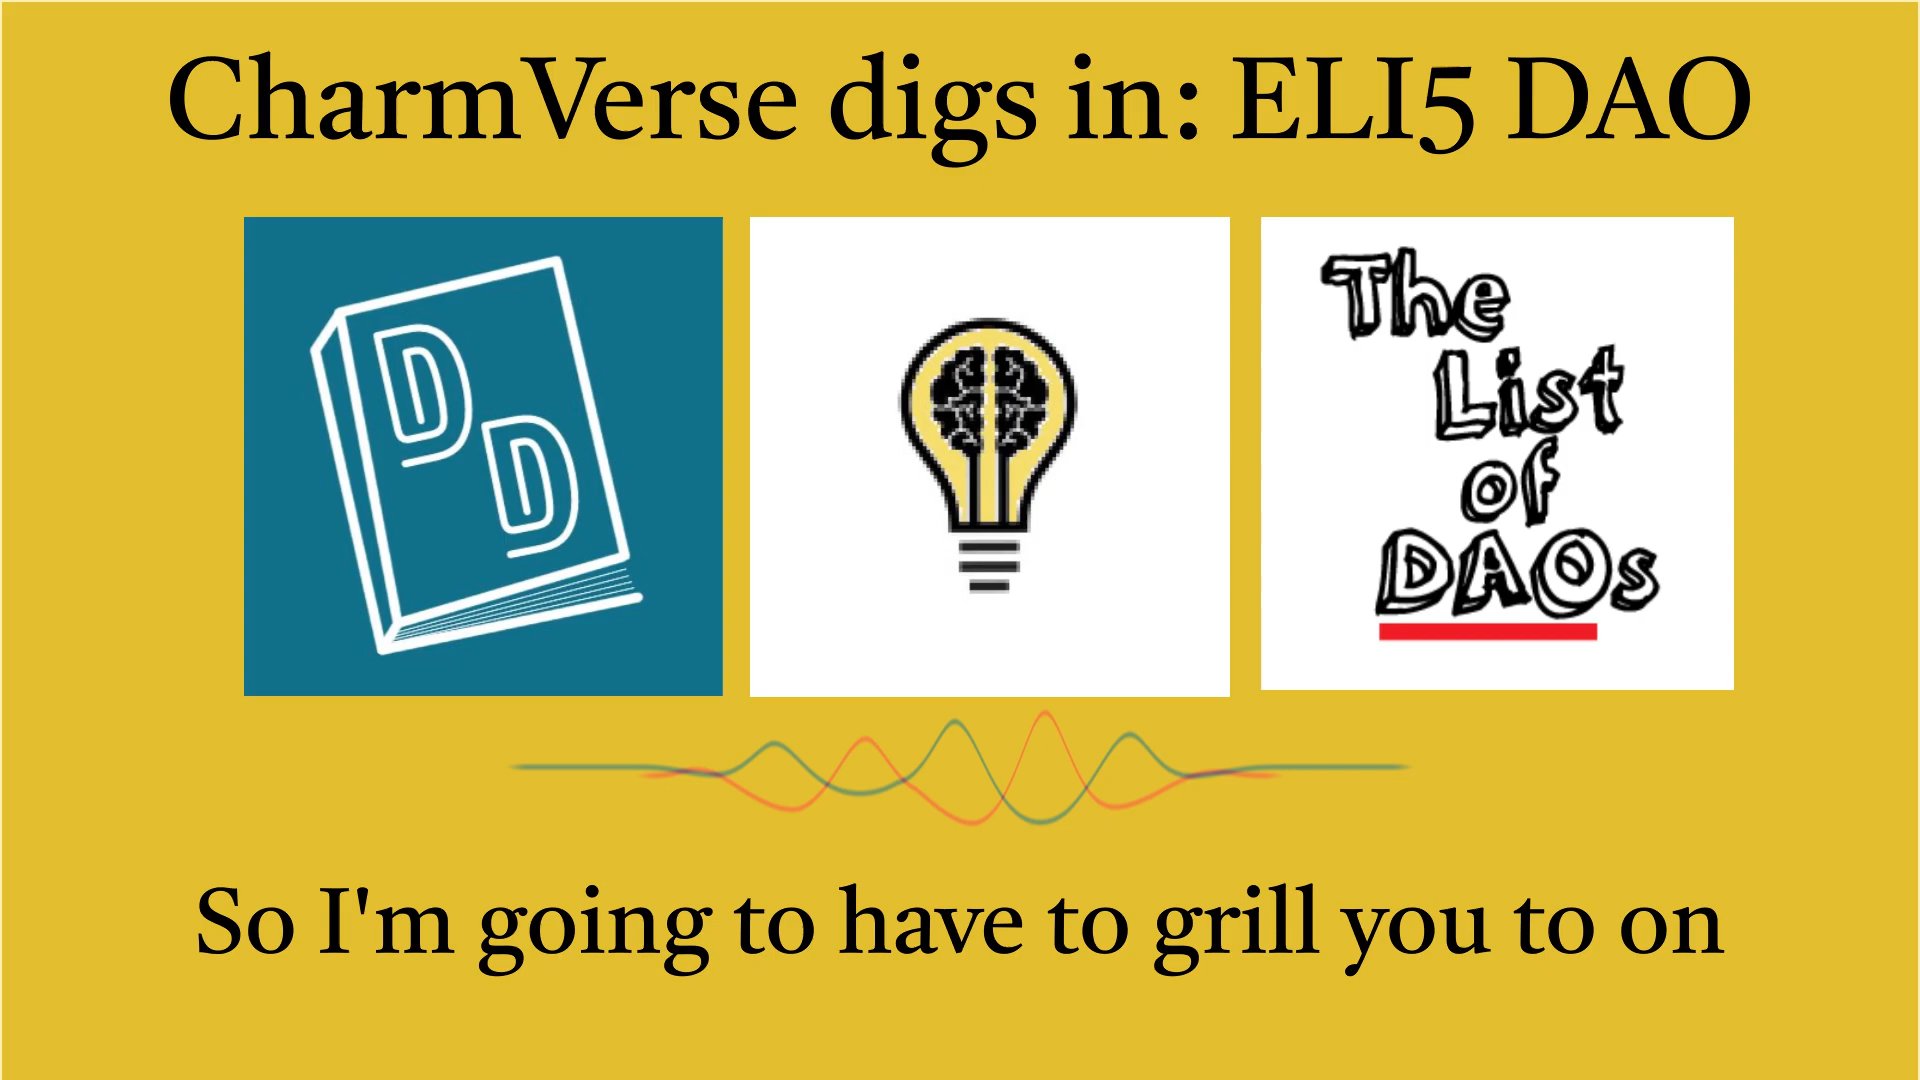 CharmVerse digs in: ELI5 DAO
DD
The
List
of
DAOs
So I'm going to have to grill you to on